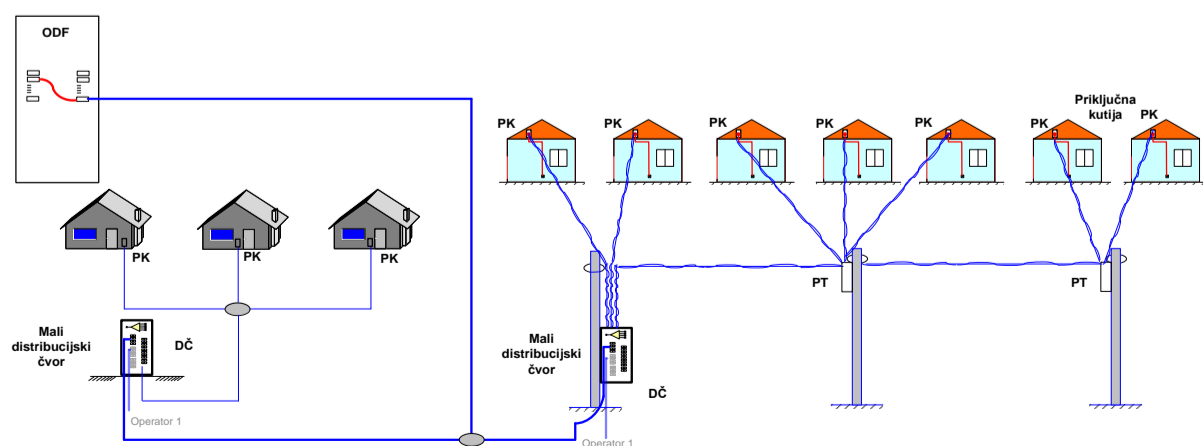 ODF
PK
PK
PK
PK
PK
PK
Priključna
kutija
PK
PK
PK
PK
PT
PT
Mali
distribucijski
čvor
DČ
Operator 1
Mali
distribucijski
čvor
DČ
Operator 1